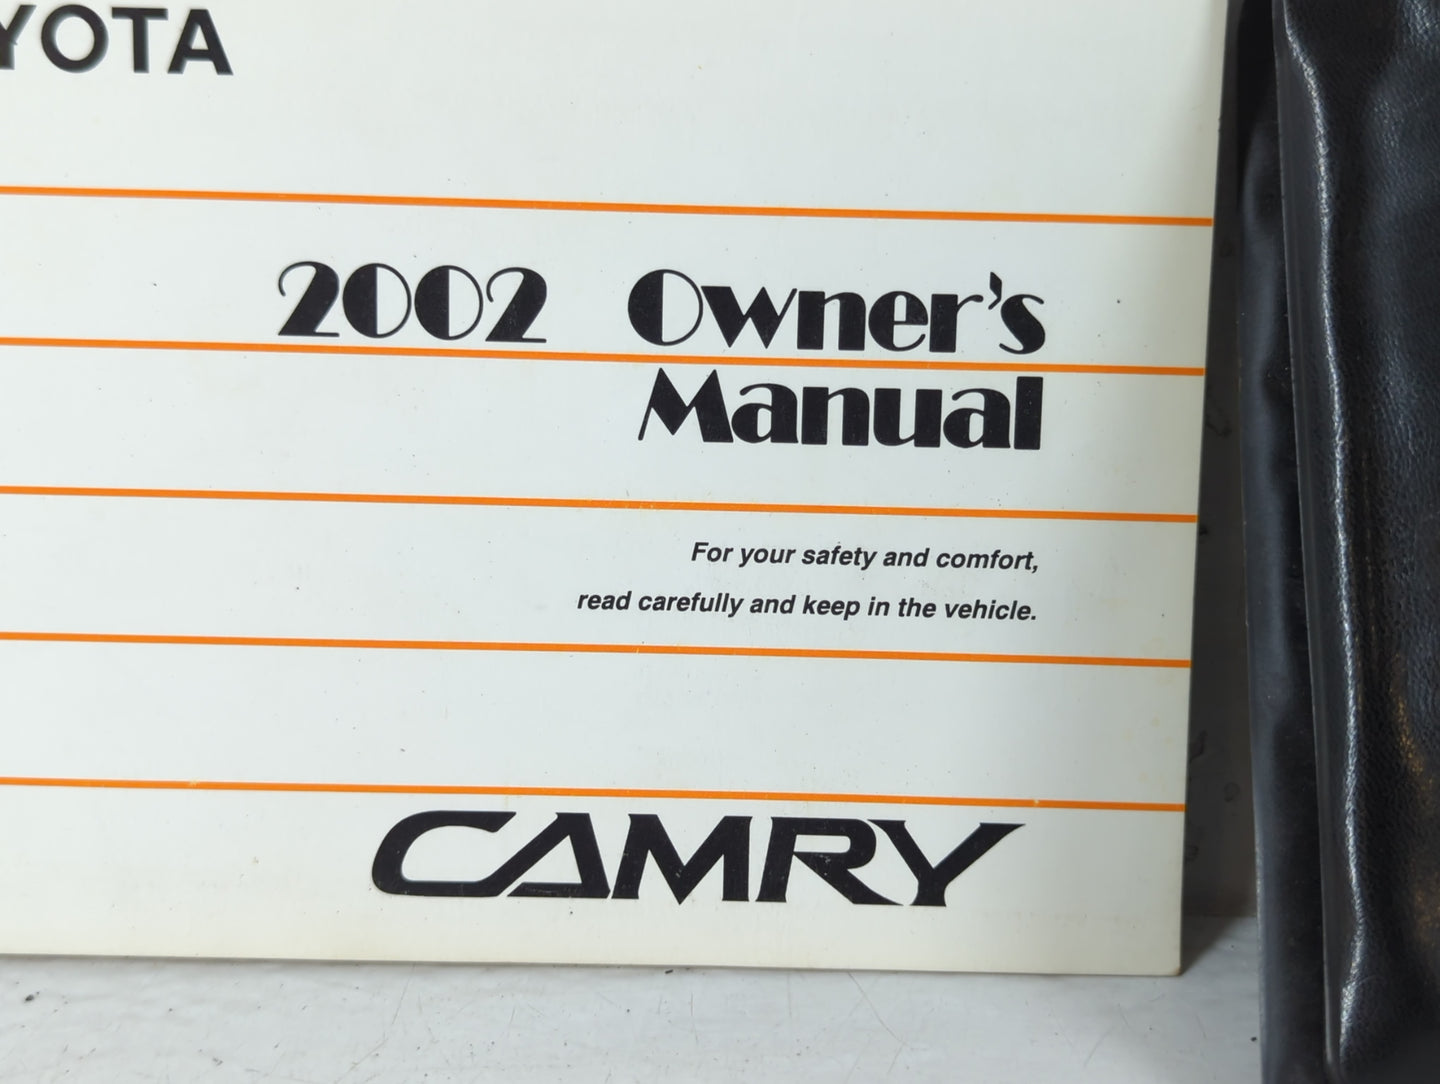 YOTA
2002 Owner's
Manual
For your safety and comfort,
read carefully and keep in the vehicle.
CAMRY